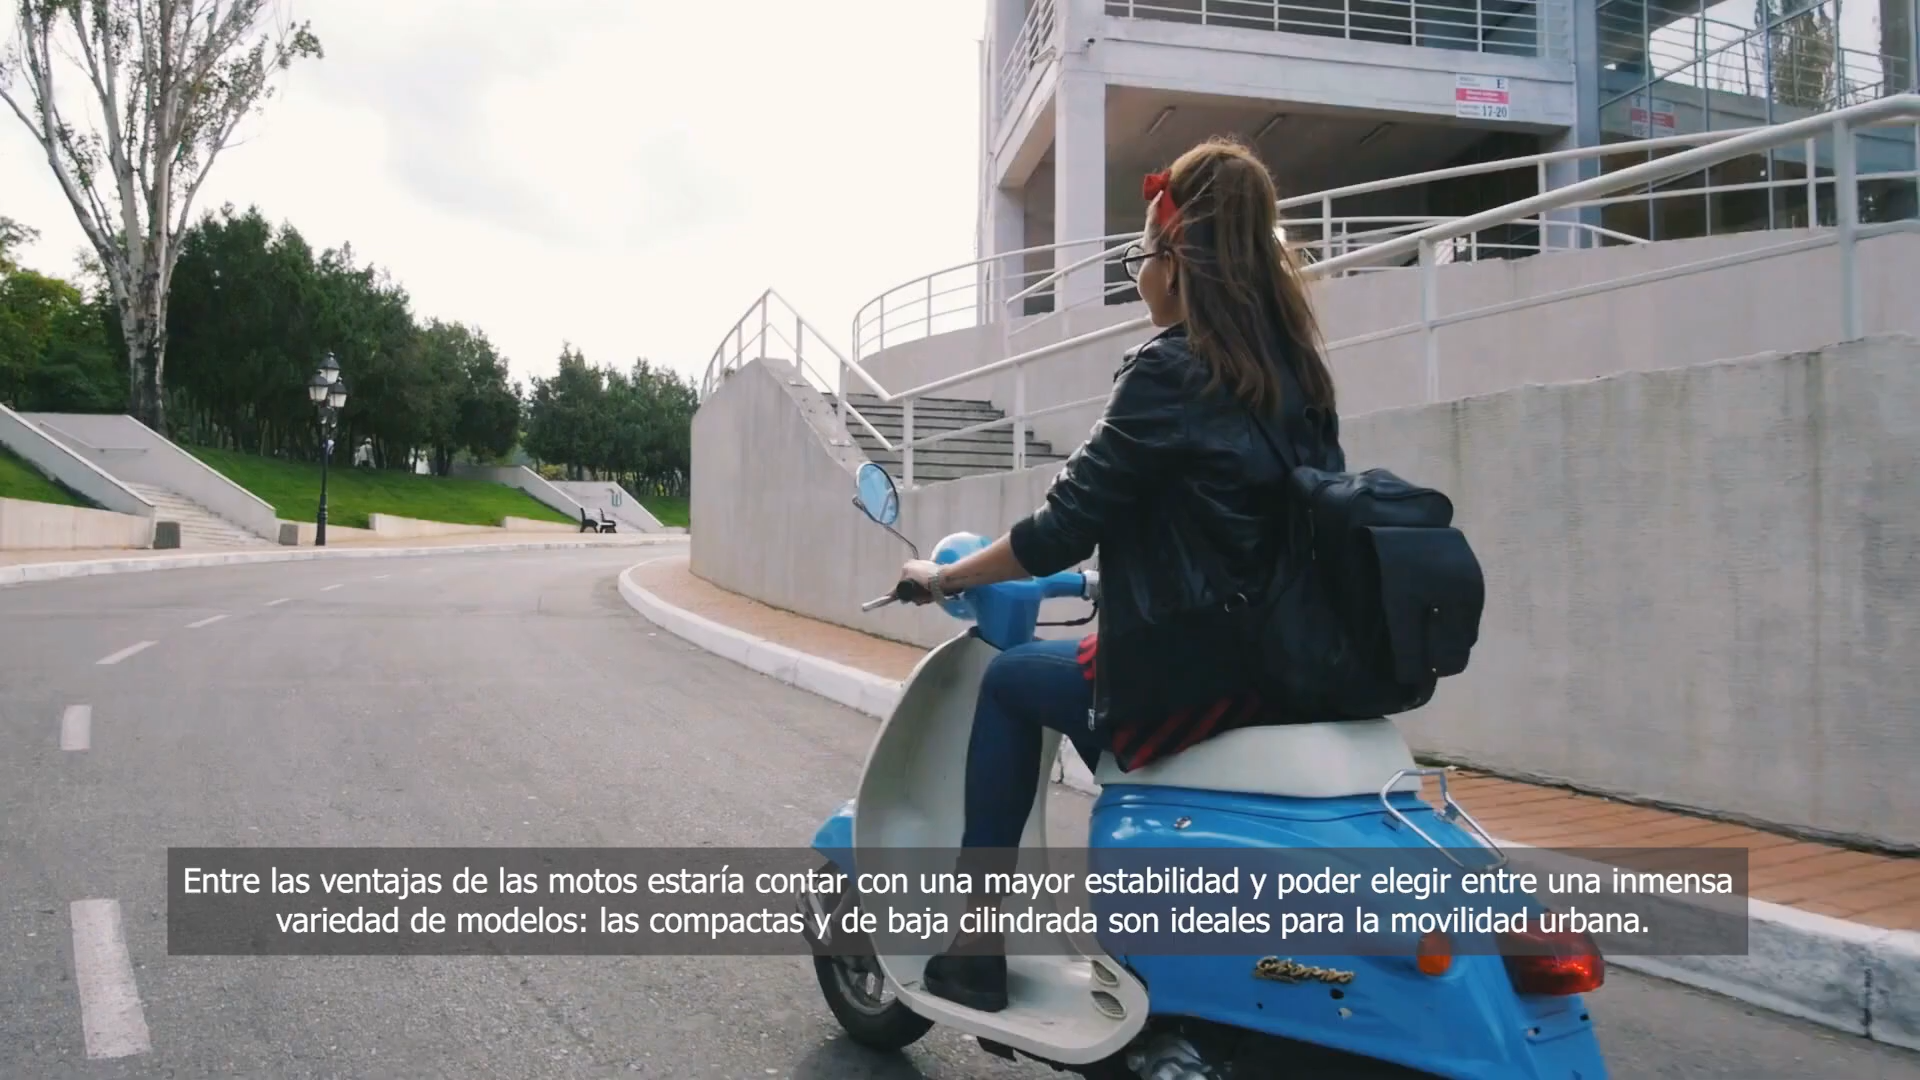 E
17-20
Entre las ventajas de las motos estaría contar con una mayor estabilidad y poder elegir entre una inmensa
variedad de modelos: las compactas y de baja cilindrada son ideales para la movilidad urbana.